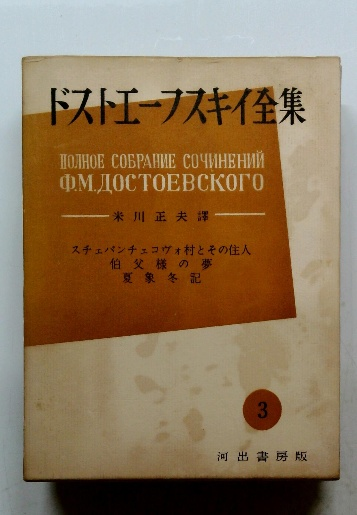 ドストエーフスキイ全集
ПОЛНОЕ СОБРАНИЕ СОЧИНЕНИЙ
Ф.М.ДОСТОЕВСКОГО
米川正夫譯
スチェパンチェコヴォ村とその住人
伯父様の夢
夏象冬記
3
河出書房版